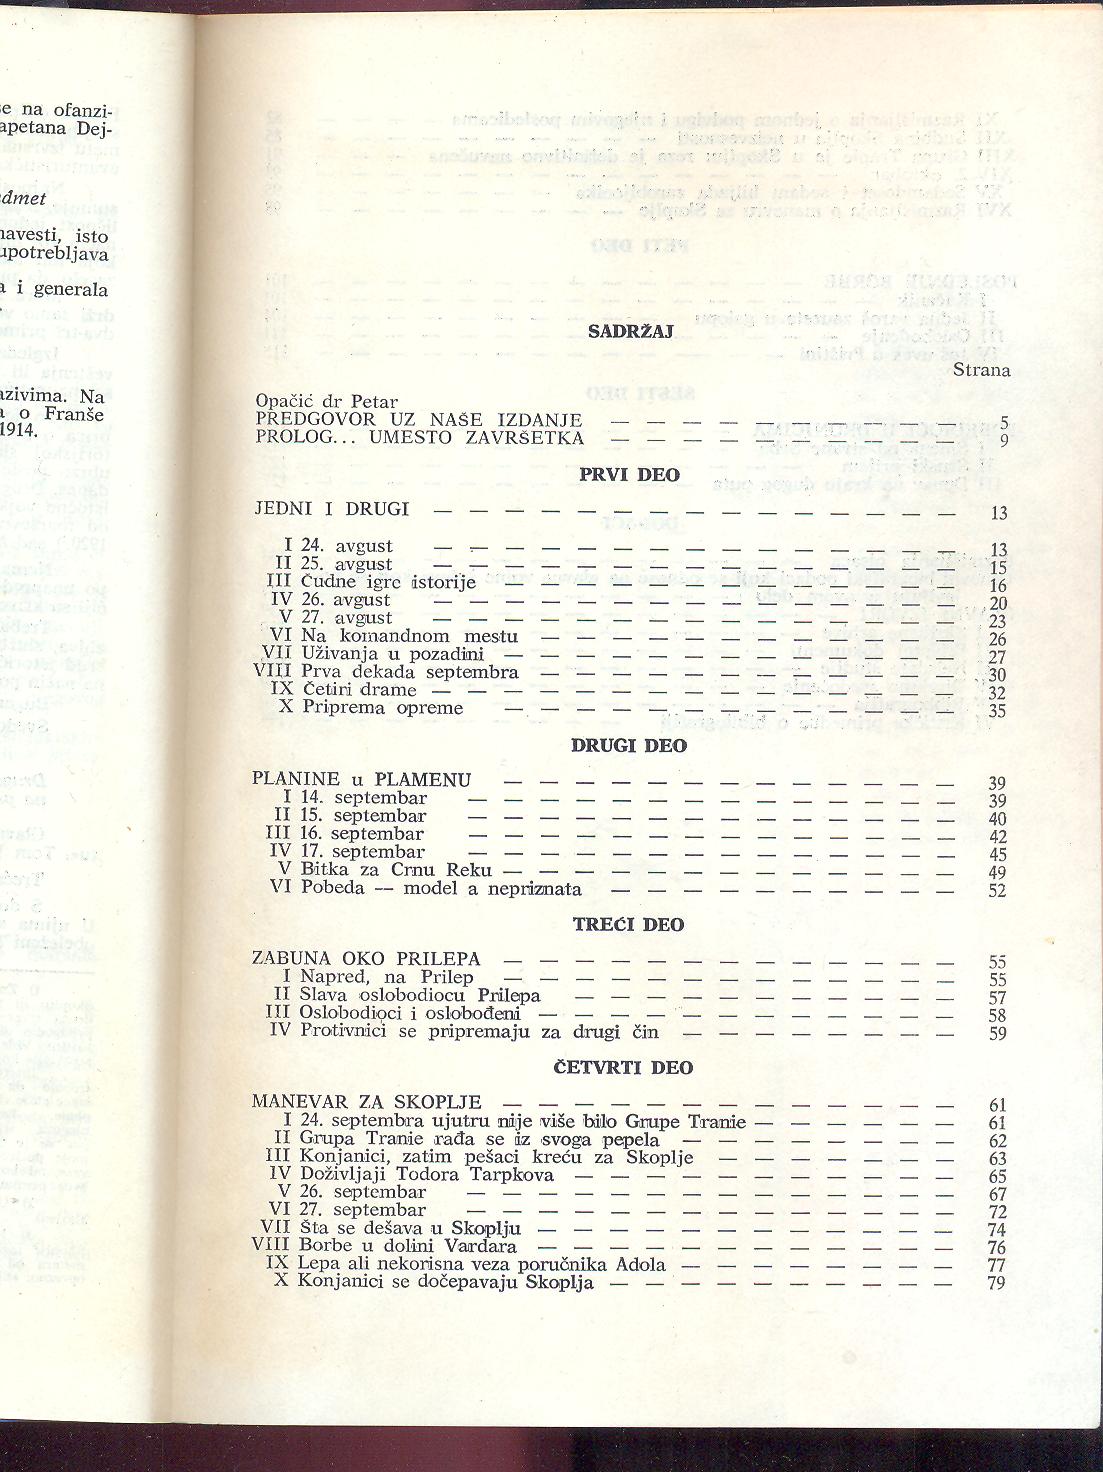 e na ofanzi-
apetana Dej-
dmet
navesti, isto
upotrebljava
a i generala
azivima. Na
a o Franše
1914.
SADRŽAJ
Strana
Opačić dr Petar
PREDGOVOR UZ NAŠE IZDANJE — — — — — — — — — — 5
PROLOG... UMESTO ZAVRŠETKA — — — — — — — — — — 9
PRVI DEO
JEDNI I DRUGI — — — — — — — — — — — — — — — 13
I 24. avgust — — — — — — — — — — — — — — — 13
II 25. avgust — — — — — — — — — — — — — — — 15
III Čudne igre istorije — — — — — — — — — — — — — 16
IV 26. avgust — — — — — — — — — — — — — — — 20
V 27. avgust — — — — — — — — — — — — — — — 23
VI Na komandnom mestu — — — — — — — — — — — — 26
VII Uživanja u pozadini — — — — — — — — — — — — — 27
VIII Prva dekada septembra — — — — — — — — — — — — 30
IX Četiri drame — — — — — — — — — — — — — — — 32
X Priprema opreme — — — — — — — — — — — — — 35
DRUGI DEO
PLANINE u PLAMENU — — — — — — — — — — — — — 39
I 14. septembar — — — — — — — — — — — — — — 39
II 15. septembar — — — — — — — — — — — — — — 40
III 16. septembar — — — — — — — — — — — — — — 42
IV 17. septembar — — — — — — — — — — — — — — 45
V Bitka za Crnu Reku — — — — — — — — — — — — — 49
VI Pobeda — model a nepriznata — — — — — — — — — — 52
TREĆI DEO
ZABUNA OKO PRILEPA — — — — — — — — — — — — — 55
I Napred, na Prilep — — — — — — — — — — — — — 55
II Slava oslobodiocu Prilepa — — — — — — — — — — — 57
III Oslobodioci i oslobođeni — — — — — — — — — — — — 58
IV Protivnici se pripremaju za drugi čin — — — — — — — — 59
ČETVRTI DEO
MANEVAR ZA SKOPLJE — — — — — — — — — — — — — 61
I 24. septembra ujutru nije više bilo Grupe Tranie — — — — — — 61
II Grupa Tranie rađa se iz svoga pepela — — — — — — — — 62
III Konjanici, zatim pešaci kreću za Skoplje — — — — — — — 63
IV Doživljaji Todora Tarpkova — — — — — — — — — — — 65
V 26. septembar — — — — — — — — — — — — — — 67
VI 27. septembar — — — — — — — — — — — — — — 72
VII Šta se dešava u Skoplju — — — — — — — — — — — — 74
VIII Borbe u dolini Vardara — — — — — — — — — — — — 76
IX Lepa ali nekorisna veza poručnika Adola — — — — — — — — 77
X Konjanici se dočepavaju Skoplja — — — — — — — — — — 79